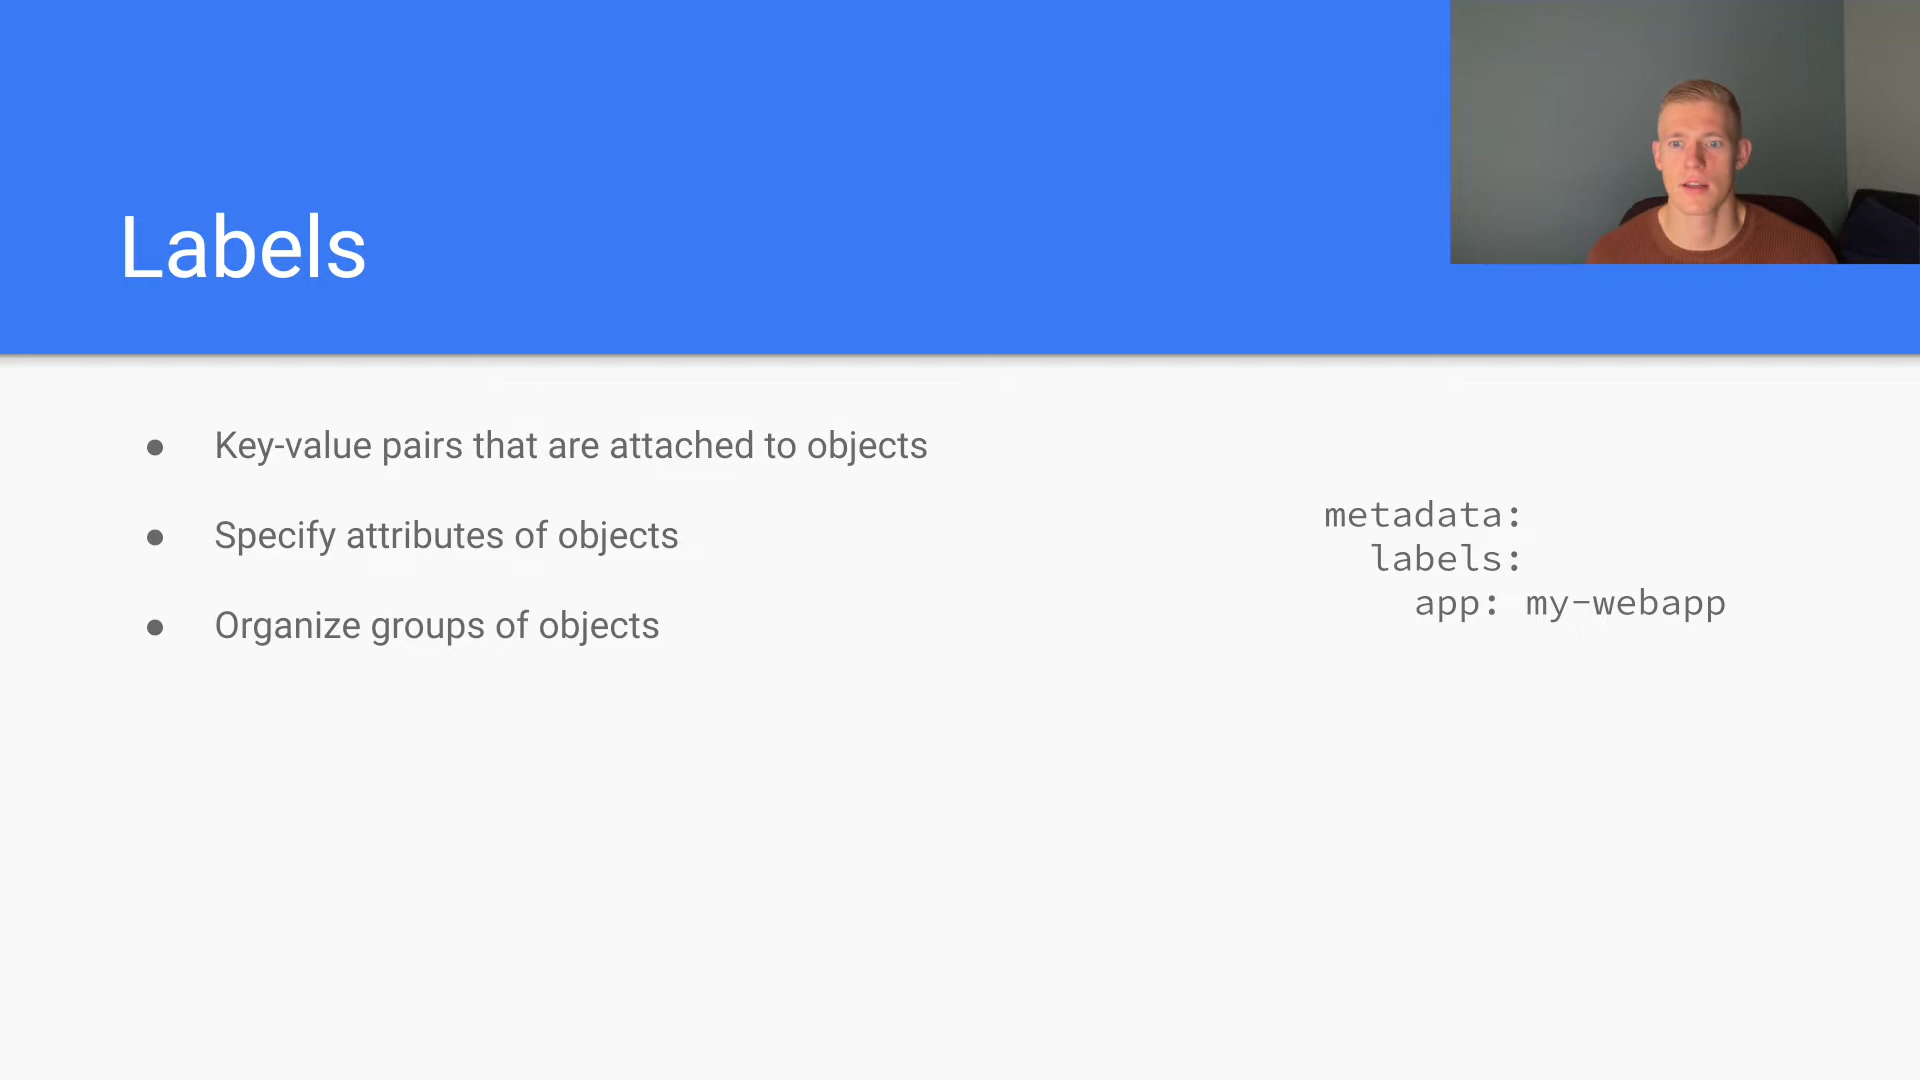 Labels
Key-value pairs that are attached to objects
Specify attributes of objects
Organize groups of objects
metadata:
labels:
app: my-webapp